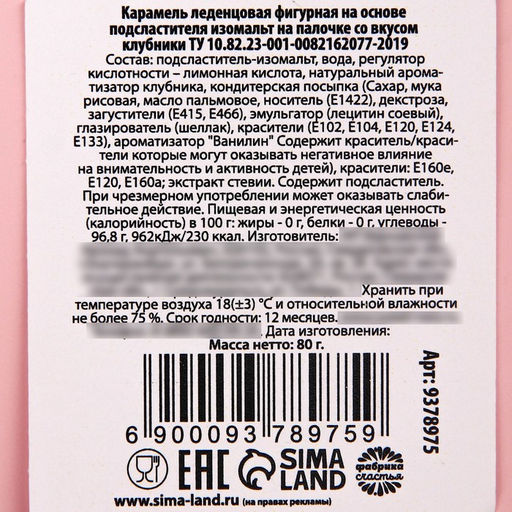 Карамель леденцовая фигурная на основе
подсластителя изомальт на палочке со вкусом
клубники ТУ 10.82.23-001-0082162077-2019
Состав: подсластитель-изомальт, вода, регулятор
кислотности – лимонная кислота, натуральный арома-
тизатор клубника, кондитерская посыпка (Сахар, мука
рисовая, масло пальмовое, носитель (Е1422), декстроза,
загустители (Е415, Е466), эмульгатор (лецитин соевый),
глазирователь (шеллак), красители (Е102, Е104, Е120, Е124,
Е133), ароматизатор "Ванилин" Содержит краситель/краси-
тели которые могут оказывать негативное влияние
на внимательность и активность детей), красители: Е160е,
Е120, Е160а; экстракт стевии. Содержит подсластитель.
При чрезмерном употреблении может оказывать слаби-
тельное действие. Пищевая и энергетическая ценность
(калорийность) в 100 г: жиры - 0 г, белки - 0 г, углеводы -
96,8 г, 962кДж/230 ккал. Изготовитель:
Хранить при
температуре воздуха 18(±3) °С и относительной влажности
не более 75 %. Срок годности: 12 месяцев.
Дата изготовления:
Масса нетто: 80 г.
Арт: 9378975
6 900093 789759
EAC SIMA LAND
фабрика счастья
www.sima-land.ru (на правах рекламы)